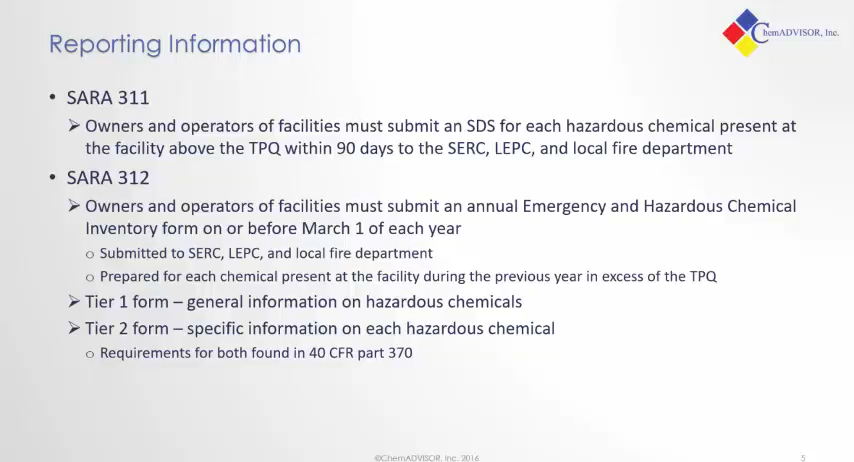 Reporting Information
ChemADVISOR, Inc.
• SARA 311
➢ Owners and operators of facilities must submit an SDS for each hazardous chemical present at
the facility above the TPQ within 90 days to the SERC, LEPC, and local fire department
• SARA 312
➢ Owners and operators of facilities must submit an annual Emergency and Hazardous Chemical
Inventory form on or before March 1 of each year
o Submitted to SERC, LEPC, and local fire department
o Prepared for each chemical present at the facility during the previous year in excess of the TPQ
➢ Tier 1 form – general information on hazardous chemicals
➢ Tier 2 form – specific information on each hazardous chemical
o Requirements for both found in 40 CFR part 370
©ChemADVISOR, Inc. 2016
5